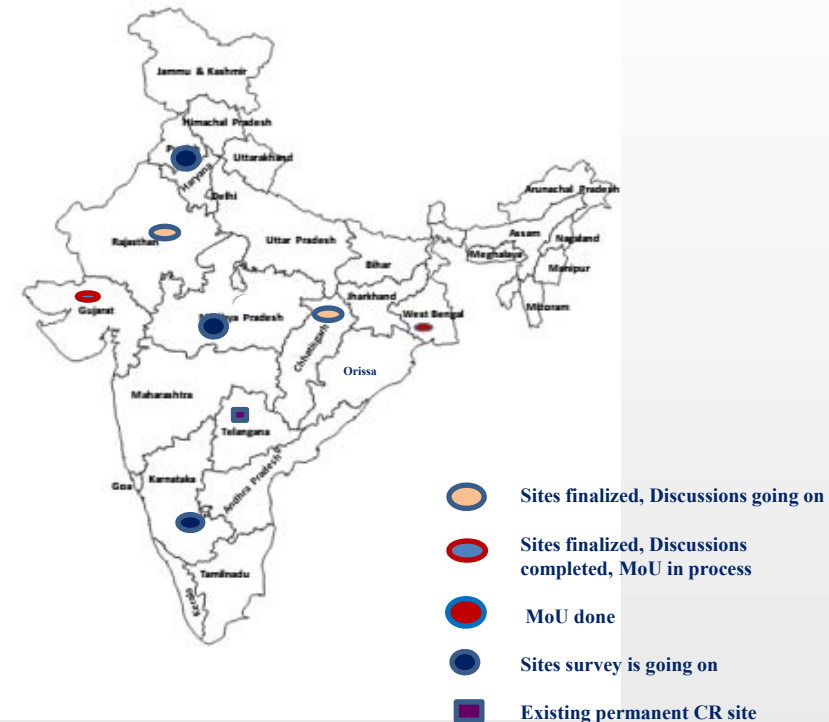 Jammu & Kashmir
Himachal Pradesh
Uttarakhand
Haryana
Delhi
Arunachal Pradesh
Rajasthan
Uttar Pradesh
Assam
Nagaland
Meghalaya
Bihar
Manipur
Jharkhand
Gujarat
Pradesh
West Bengal
Mizoram
Chhatisgarh
Orissa
Maharashtra
Telangana
Karnataka
Goa
Andhra Pradesh
Tamilnadu
Kerala
Sites finalized, Discussions going on
Sites finalized, Discussions
completed, MoU in process
MoU done
Sites survey is going on
Existing permanent CR site